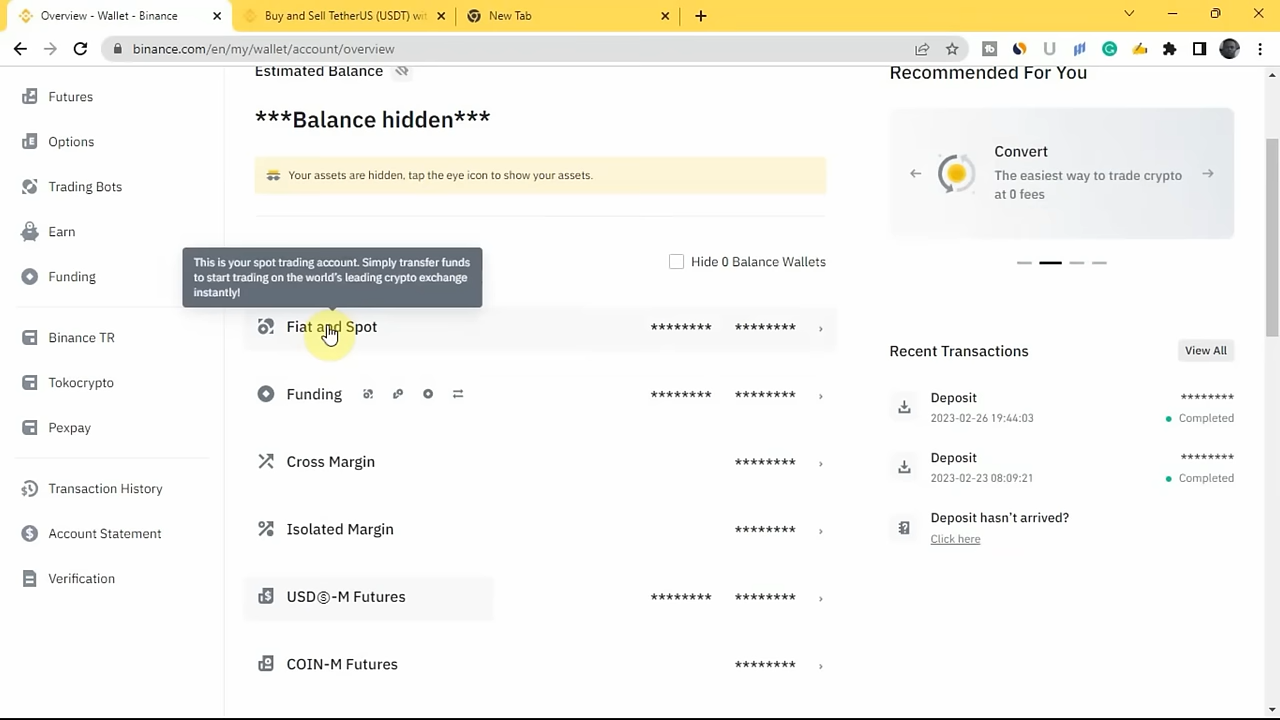 Overview - Wallet - Binance
Buy and Sell TetherUS (USDT) wit
New Tab
binance.com/en/my/wallet/account/overview
Futures
Options
Trading Bots
Earn
Funding
Binance TR
Tokocrypto
Pexpay
Transaction History
Account Statement
Verification
Estimated Balance
***Balance hidden***
Your assets are hidden, tap the eye icon to show your assets.
Hide 0 Balance Wallets
This is your spot trading account. Simply transfer funds
to start trading on the world's leading crypto exchange
instantly!
Fiat and Spot ******** ********
Funding ******** ********
Cross Margin ********
Isolated Margin ********
USDⓈ-M Futures ******** ********
COIN-M Futures ********
Recommended For You
Convert
The easiest way to trade crypto
at 0 fees
Recent Transactions View All
Deposit ********
2023-02-26 19:44:03 Completed
Deposit ********
2023-02-23 08:09:21 Completed
Deposit hasn't arrived?
Click here